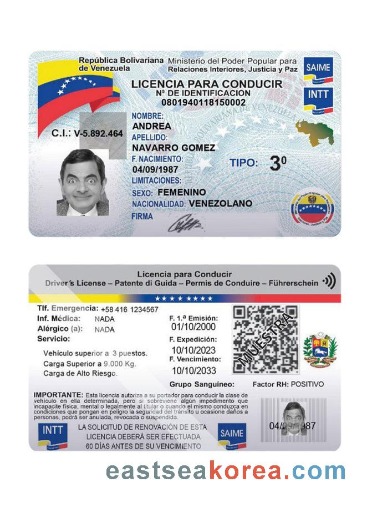 República Bolivariana
de Venezuela
Ministerio del Poder Popular para
Relaciones Interiores, Justicia y Paz
SAIME
INTT
LICENCIA PARA CONDUCIR
Nº DE IDENTIFICACION
0801940118150002
C.I.: V-5.892.464
NOMBRE:
ANDREA
APELLIDO:
NAVARRO GOMEZ
F. NACIMIENTO:
04/09/1987
TIPO: 3º
LIMITACIONES:
SEXO: FEMENINO
NACIONALIDAD: VENEZOLANO
FIRMA
Licencia para Conducir
Driver's License – Patente di Guida – Permis de Conduire – Führerschein
Tlf. Emergencia: +58 416 1234567
Inf. Médica: NADA
Alérgico (a): NADA
Servicio:
Vehículo superior a 3 puestos.
Carga Superior a 9.000 Kg.
Carga de Alto Riesgo.
F. 1.ª Emisión:
01/10/2000
F. Expedición:
10/10/2023
F. Vencimiento:
10/10/2033
MUESTRA
Grupo Sanguíneo: Factor RH: POSITIVO
IMPORTANTE: Esta licencia autoriza a su portador para conducir la clase de
vehículo en ella determinada, pero si sobreviene algún impedimento que
incapacite física, mental o legalmente al titular o cuando el mismo conduzca en
condiciones que pongan en peligro la seguridad del tránsito u ocasione daños a
personas, podrá ser anulada, revocada o suspendida.
INTT
LA SOLICITUD DE RENOVACIÓN DE ESTA
LICENCIA DEBERÁ SER EFECTUADA
60 DÍAS ANTES DE SU VENCIMIENTO
SAIME
04/09/1987
eastseakorea.com